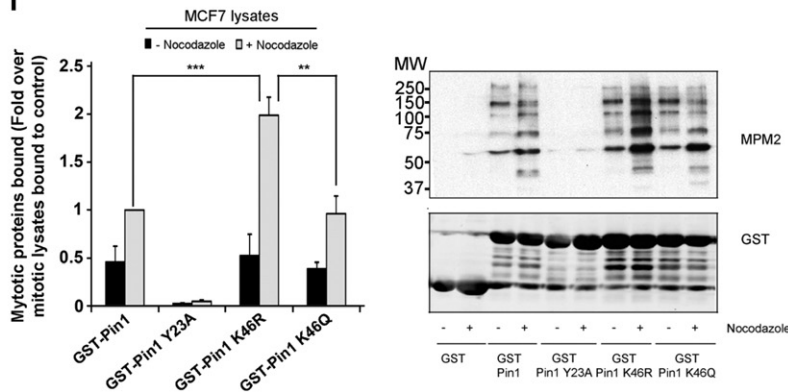 MCF7 lysates
- Nocodazole + Nocodazole
Mytotic proteins bound (Fold over
mitotic lysates bound to control)
2.5
2
1.5
1
0.5
0
***
**
GST-Pin1
GST-Pin1 Y23A
GST-Pin1 K46R
GST-Pin1 K46Q
MW
250
150
100
75
50
37
MPM2
GST
- + - + - + - + - + Nocodazole
GST GST GST GST GST
Pin1 Pin1 Y23A Pin1 K46R Pin1 K46Q